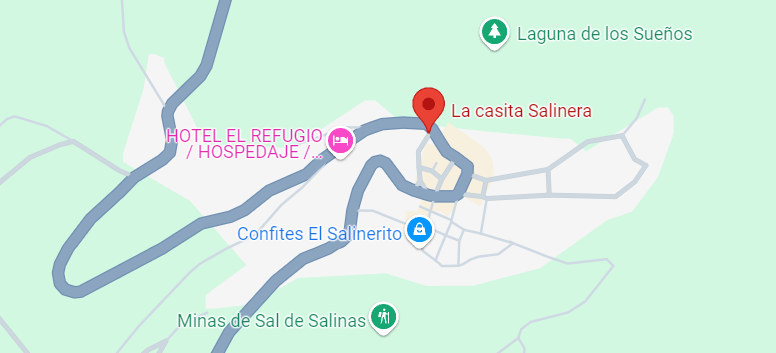 Laguna de los Sueños
La casita Salinera
HOTEL EL REFUGIO
/ HOSPEDAJE /...
Confites El Salinerito
Minas de Sal de Salinas